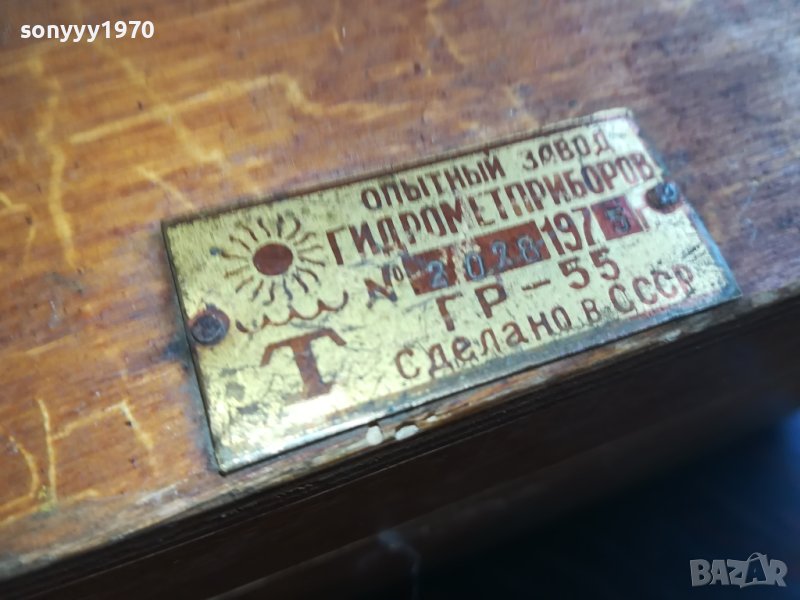 sonyyy1970
ОПЫТНЫЙ ЗАВОД
ГИДРОМЕТПРИБОРОВ
№ 2028 1973 г
ГР-55
Т
Сделано в СССР
BAZAR